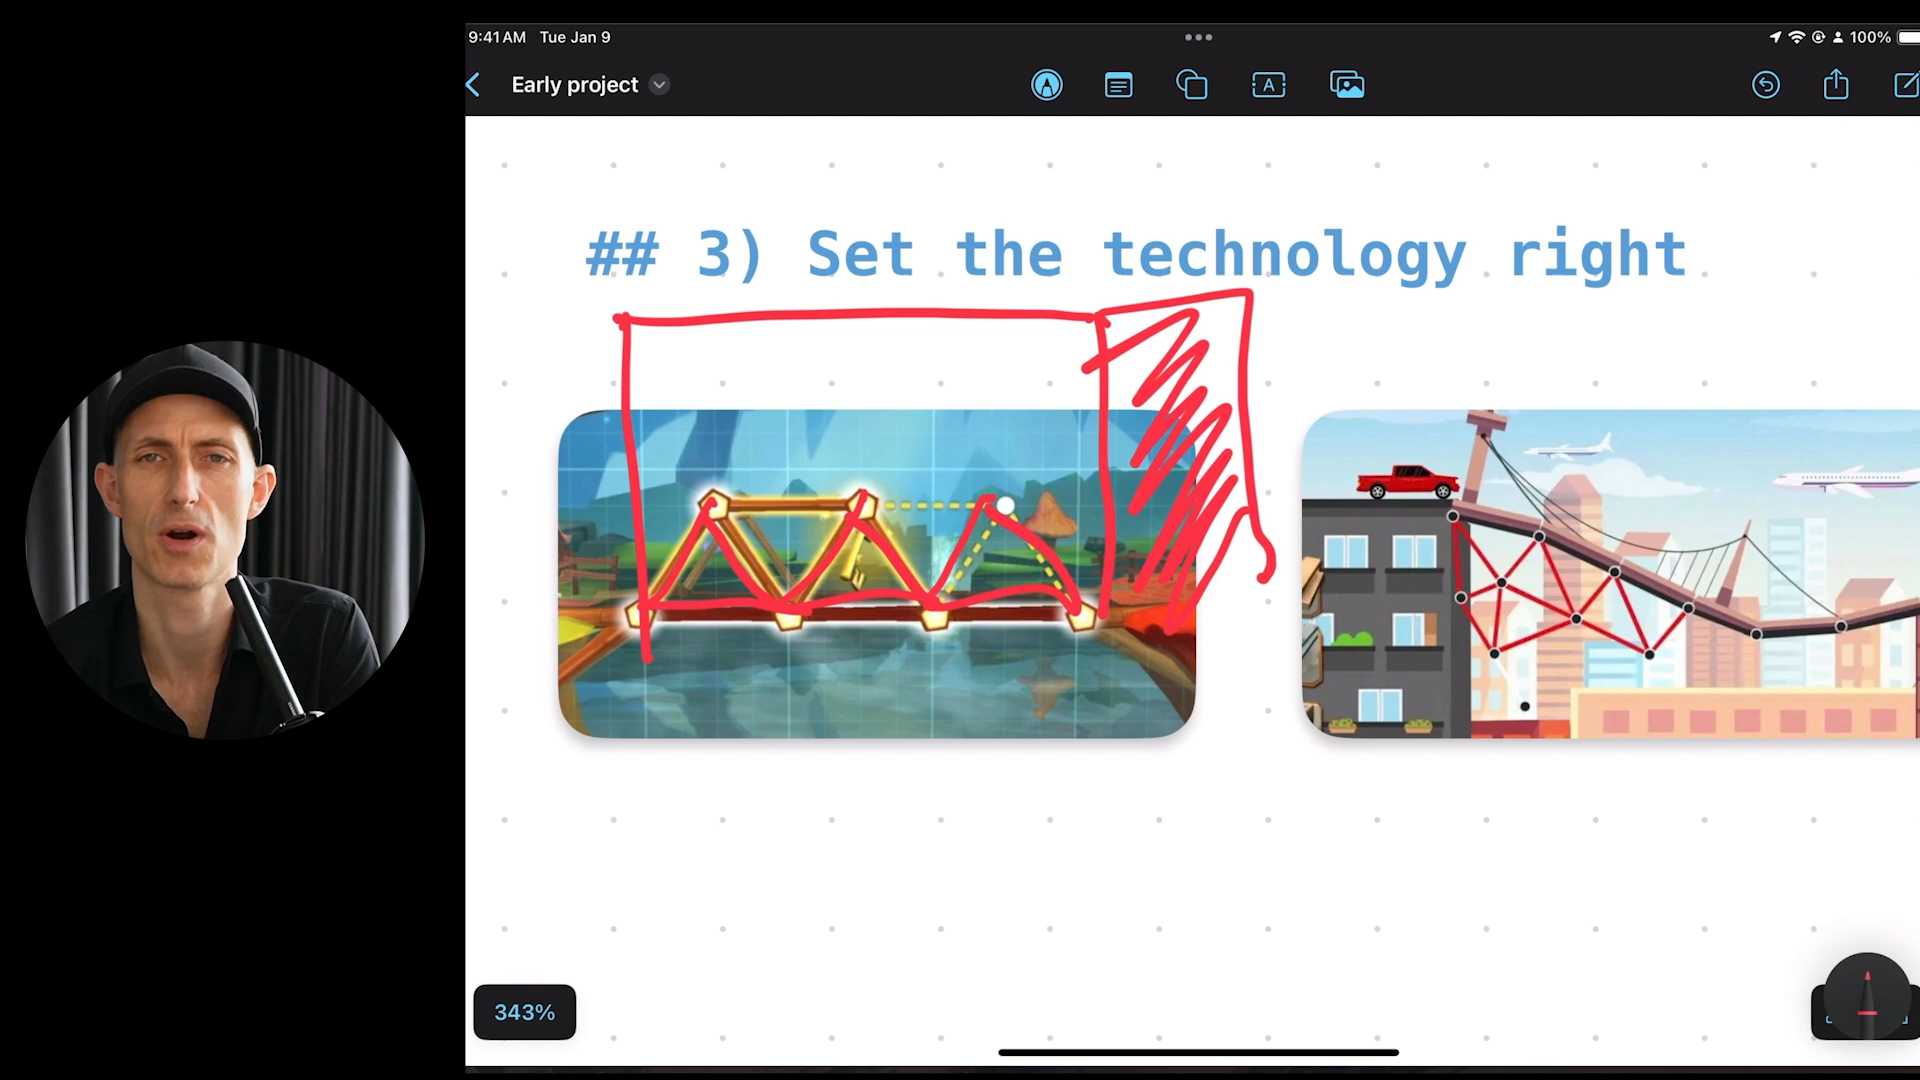 9:41 AM Tue Jan 9
100%
Early project
A
## 3) Set the technology right
343%